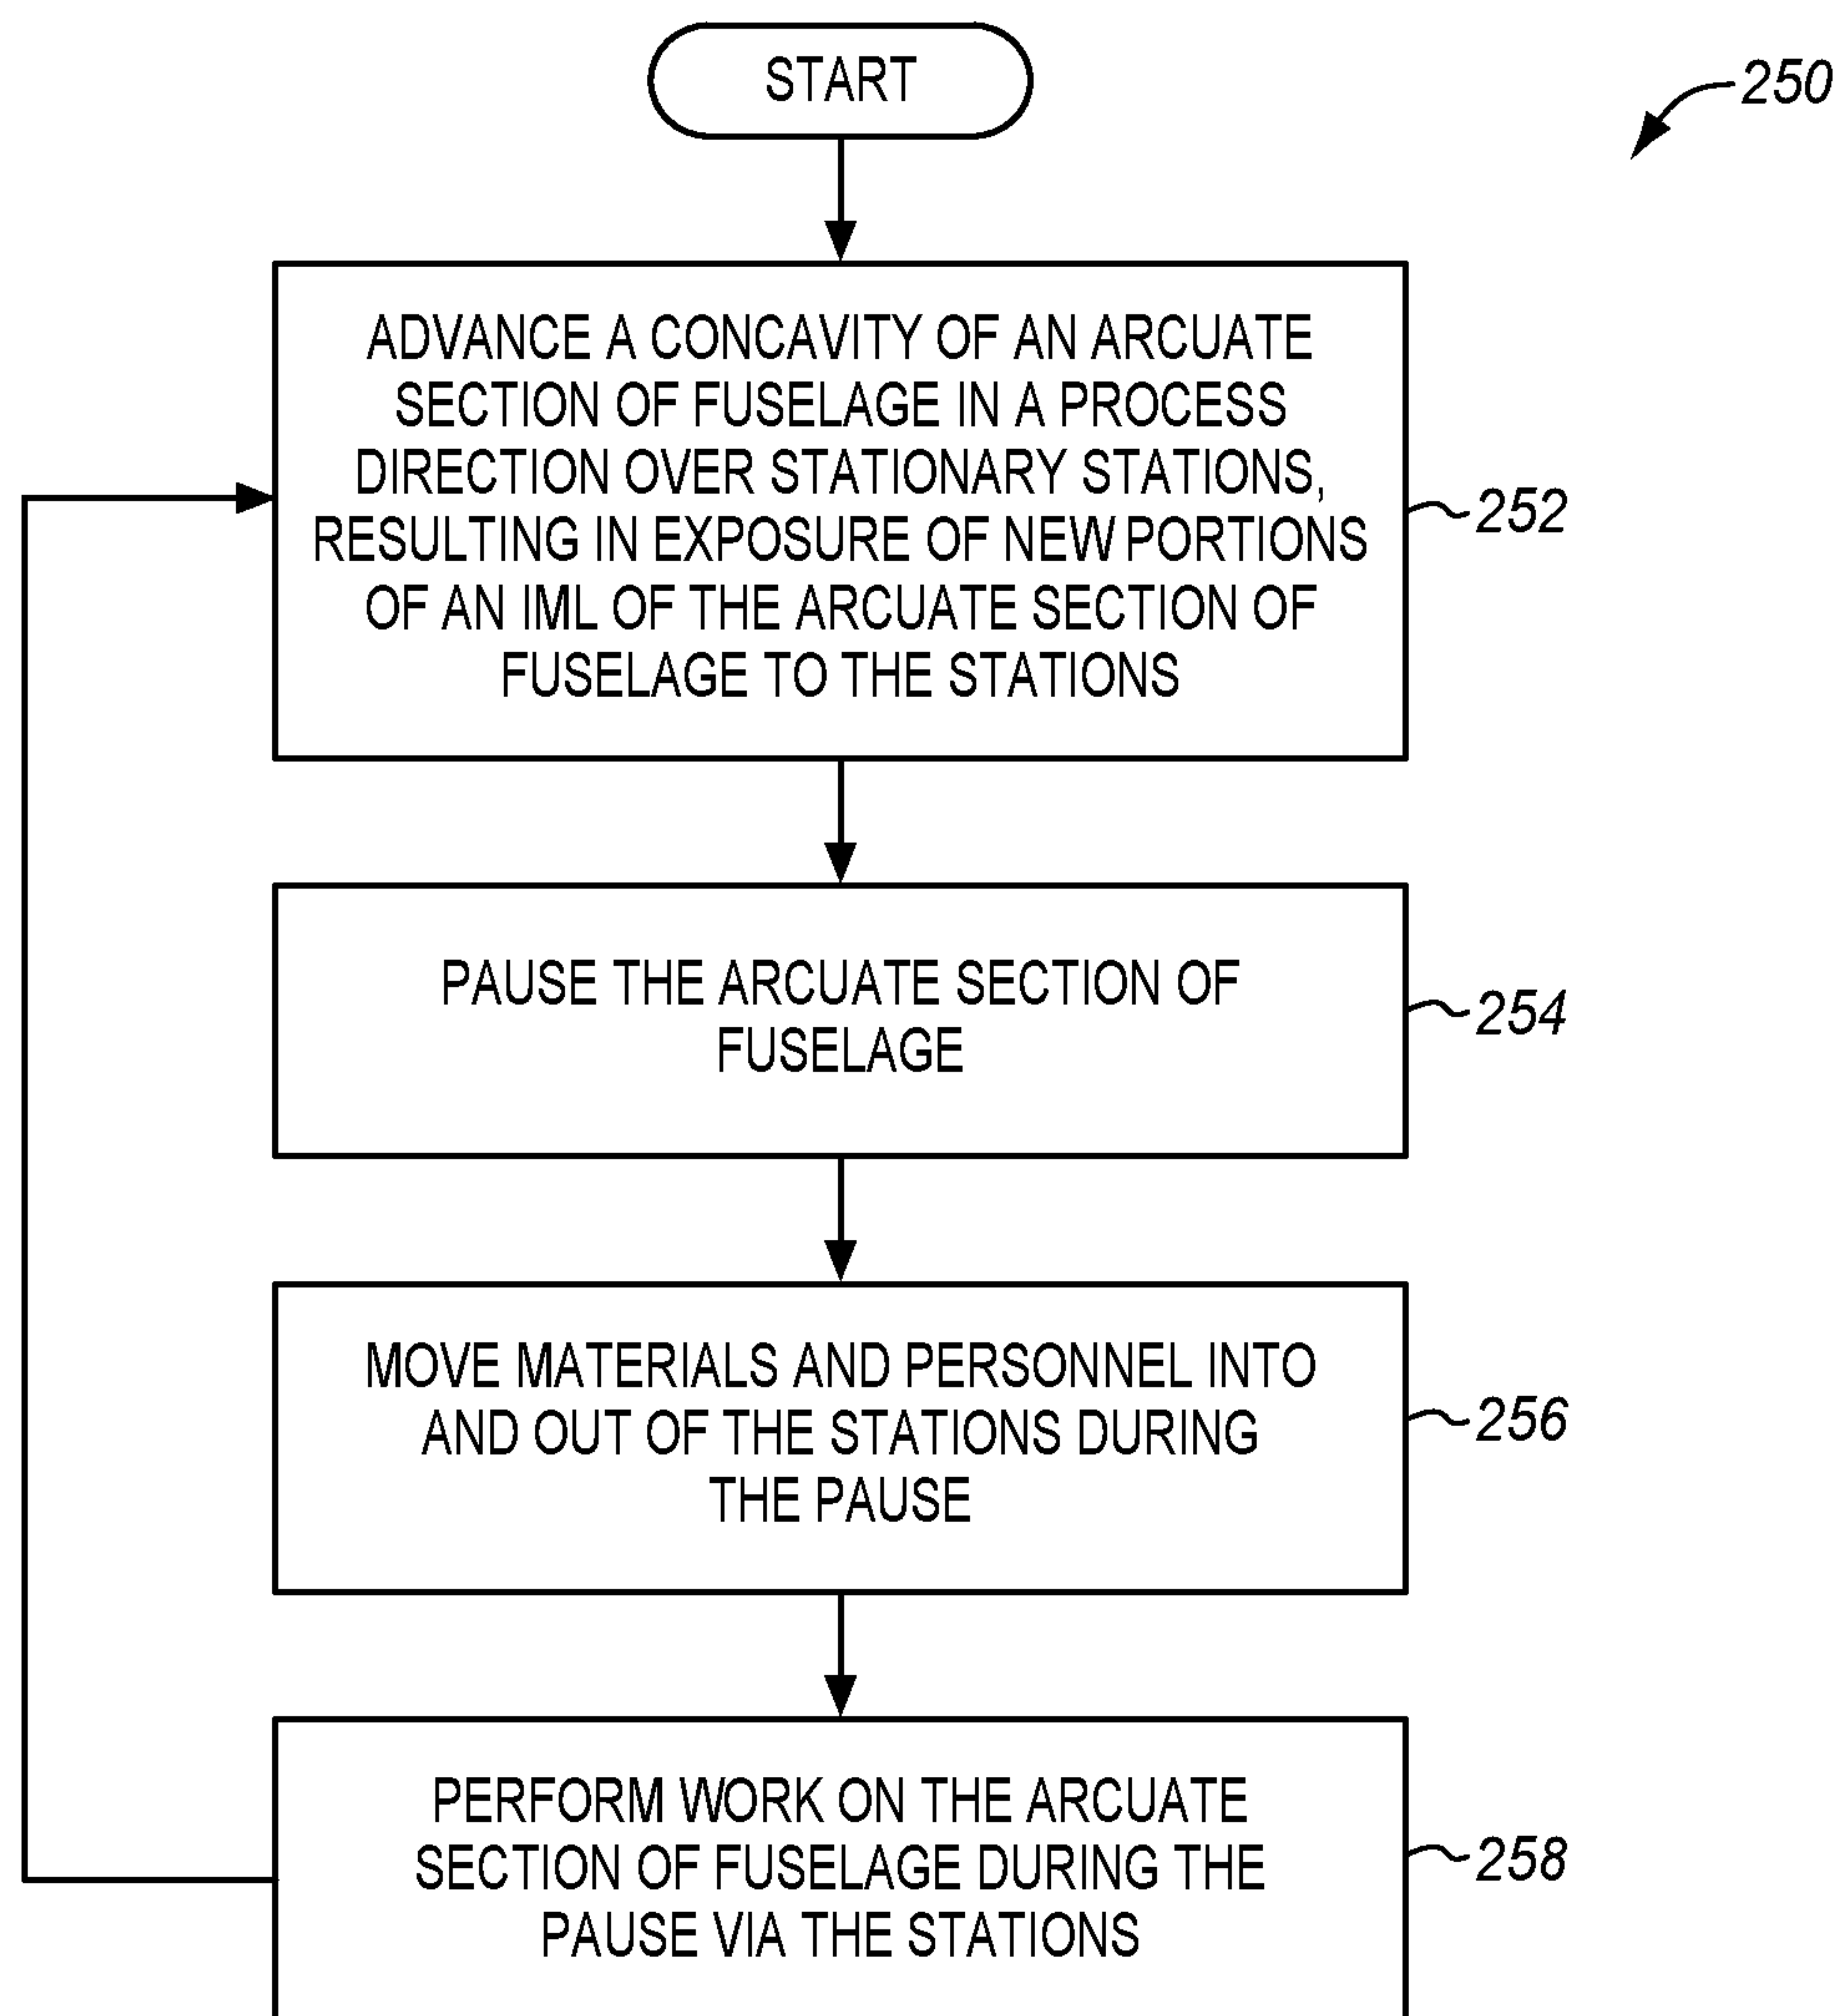 START
250
ADVANCE A CONCAVITY OF AN ARCUATE
SECTION OF FUSELAGE IN A PROCESS
DIRECTION OVER STATIONARY STATIONS,
RESULTING IN EXPOSURE OF NEW PORTIONS
OF AN IML OF THE ARCUATE SECTION OF
FUSELAGE TO THE STATIONS
252
PAUSE THE ARCUATE SECTION OF
FUSELAGE
254
MOVE MATERIALS AND PERSONNEL INTO
AND OUT OF THE STATIONS DURING
THE PAUSE
256
PERFORM WORK ON THE ARCUATE
SECTION OF FUSELAGE DURING THE
PAUSE VIA THE STATIONS
258